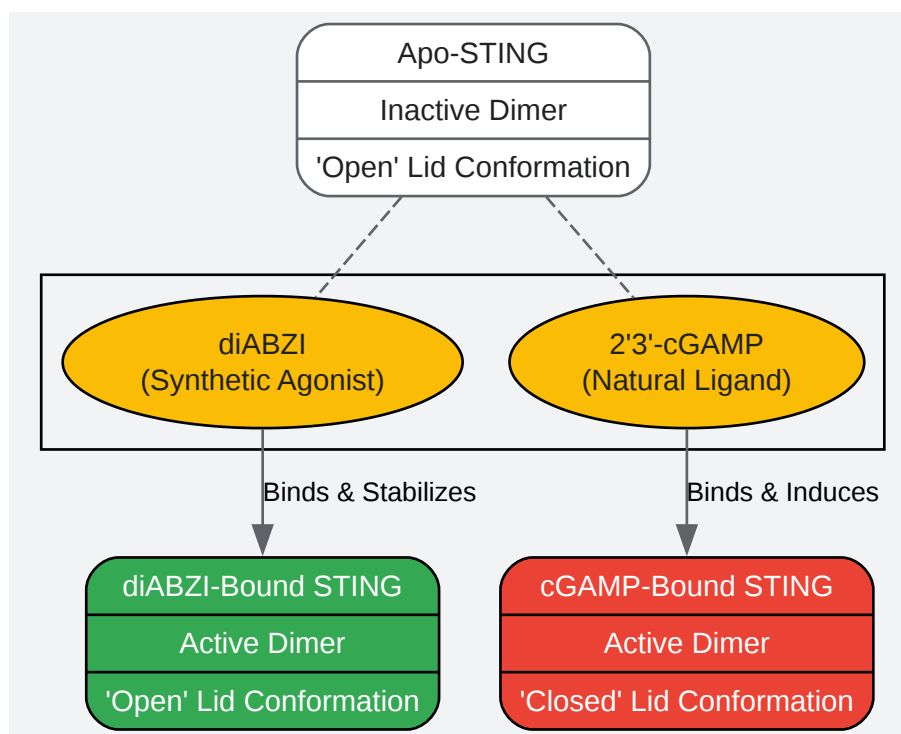 Apo-STING
Inactive Dimer
'Open' Lid Conformation
diABZI
(Synthetic Agonist)
2'3'-cGAMP
(Natural Ligand)
Binds & Stabilizes
Binds & Induces
diABZI-Bound STING
Active Dimer
'Open' Lid Conformation
cGAMP-Bound STING
Active Dimer
'Closed' Lid Conformation